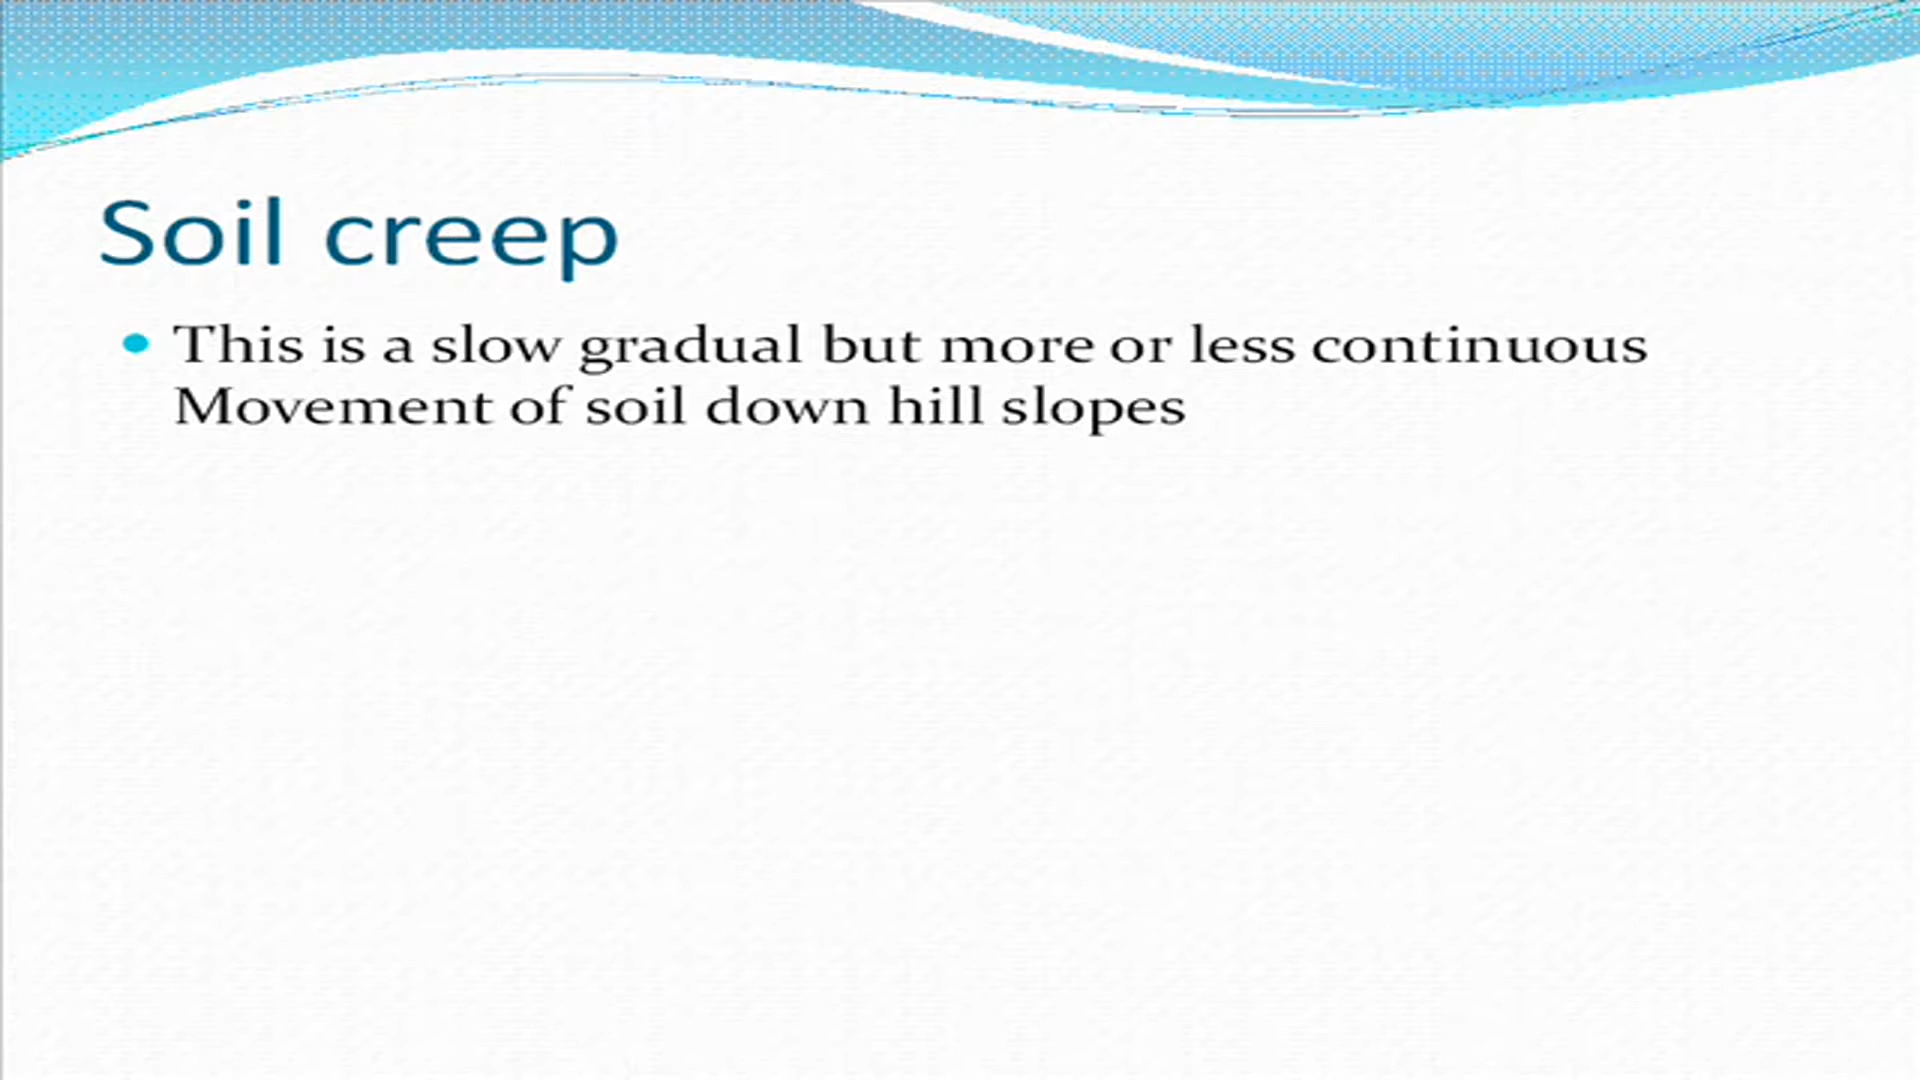 Soil creep
This is a slow gradual but more or less continuous
Movement of soil down hill slopes